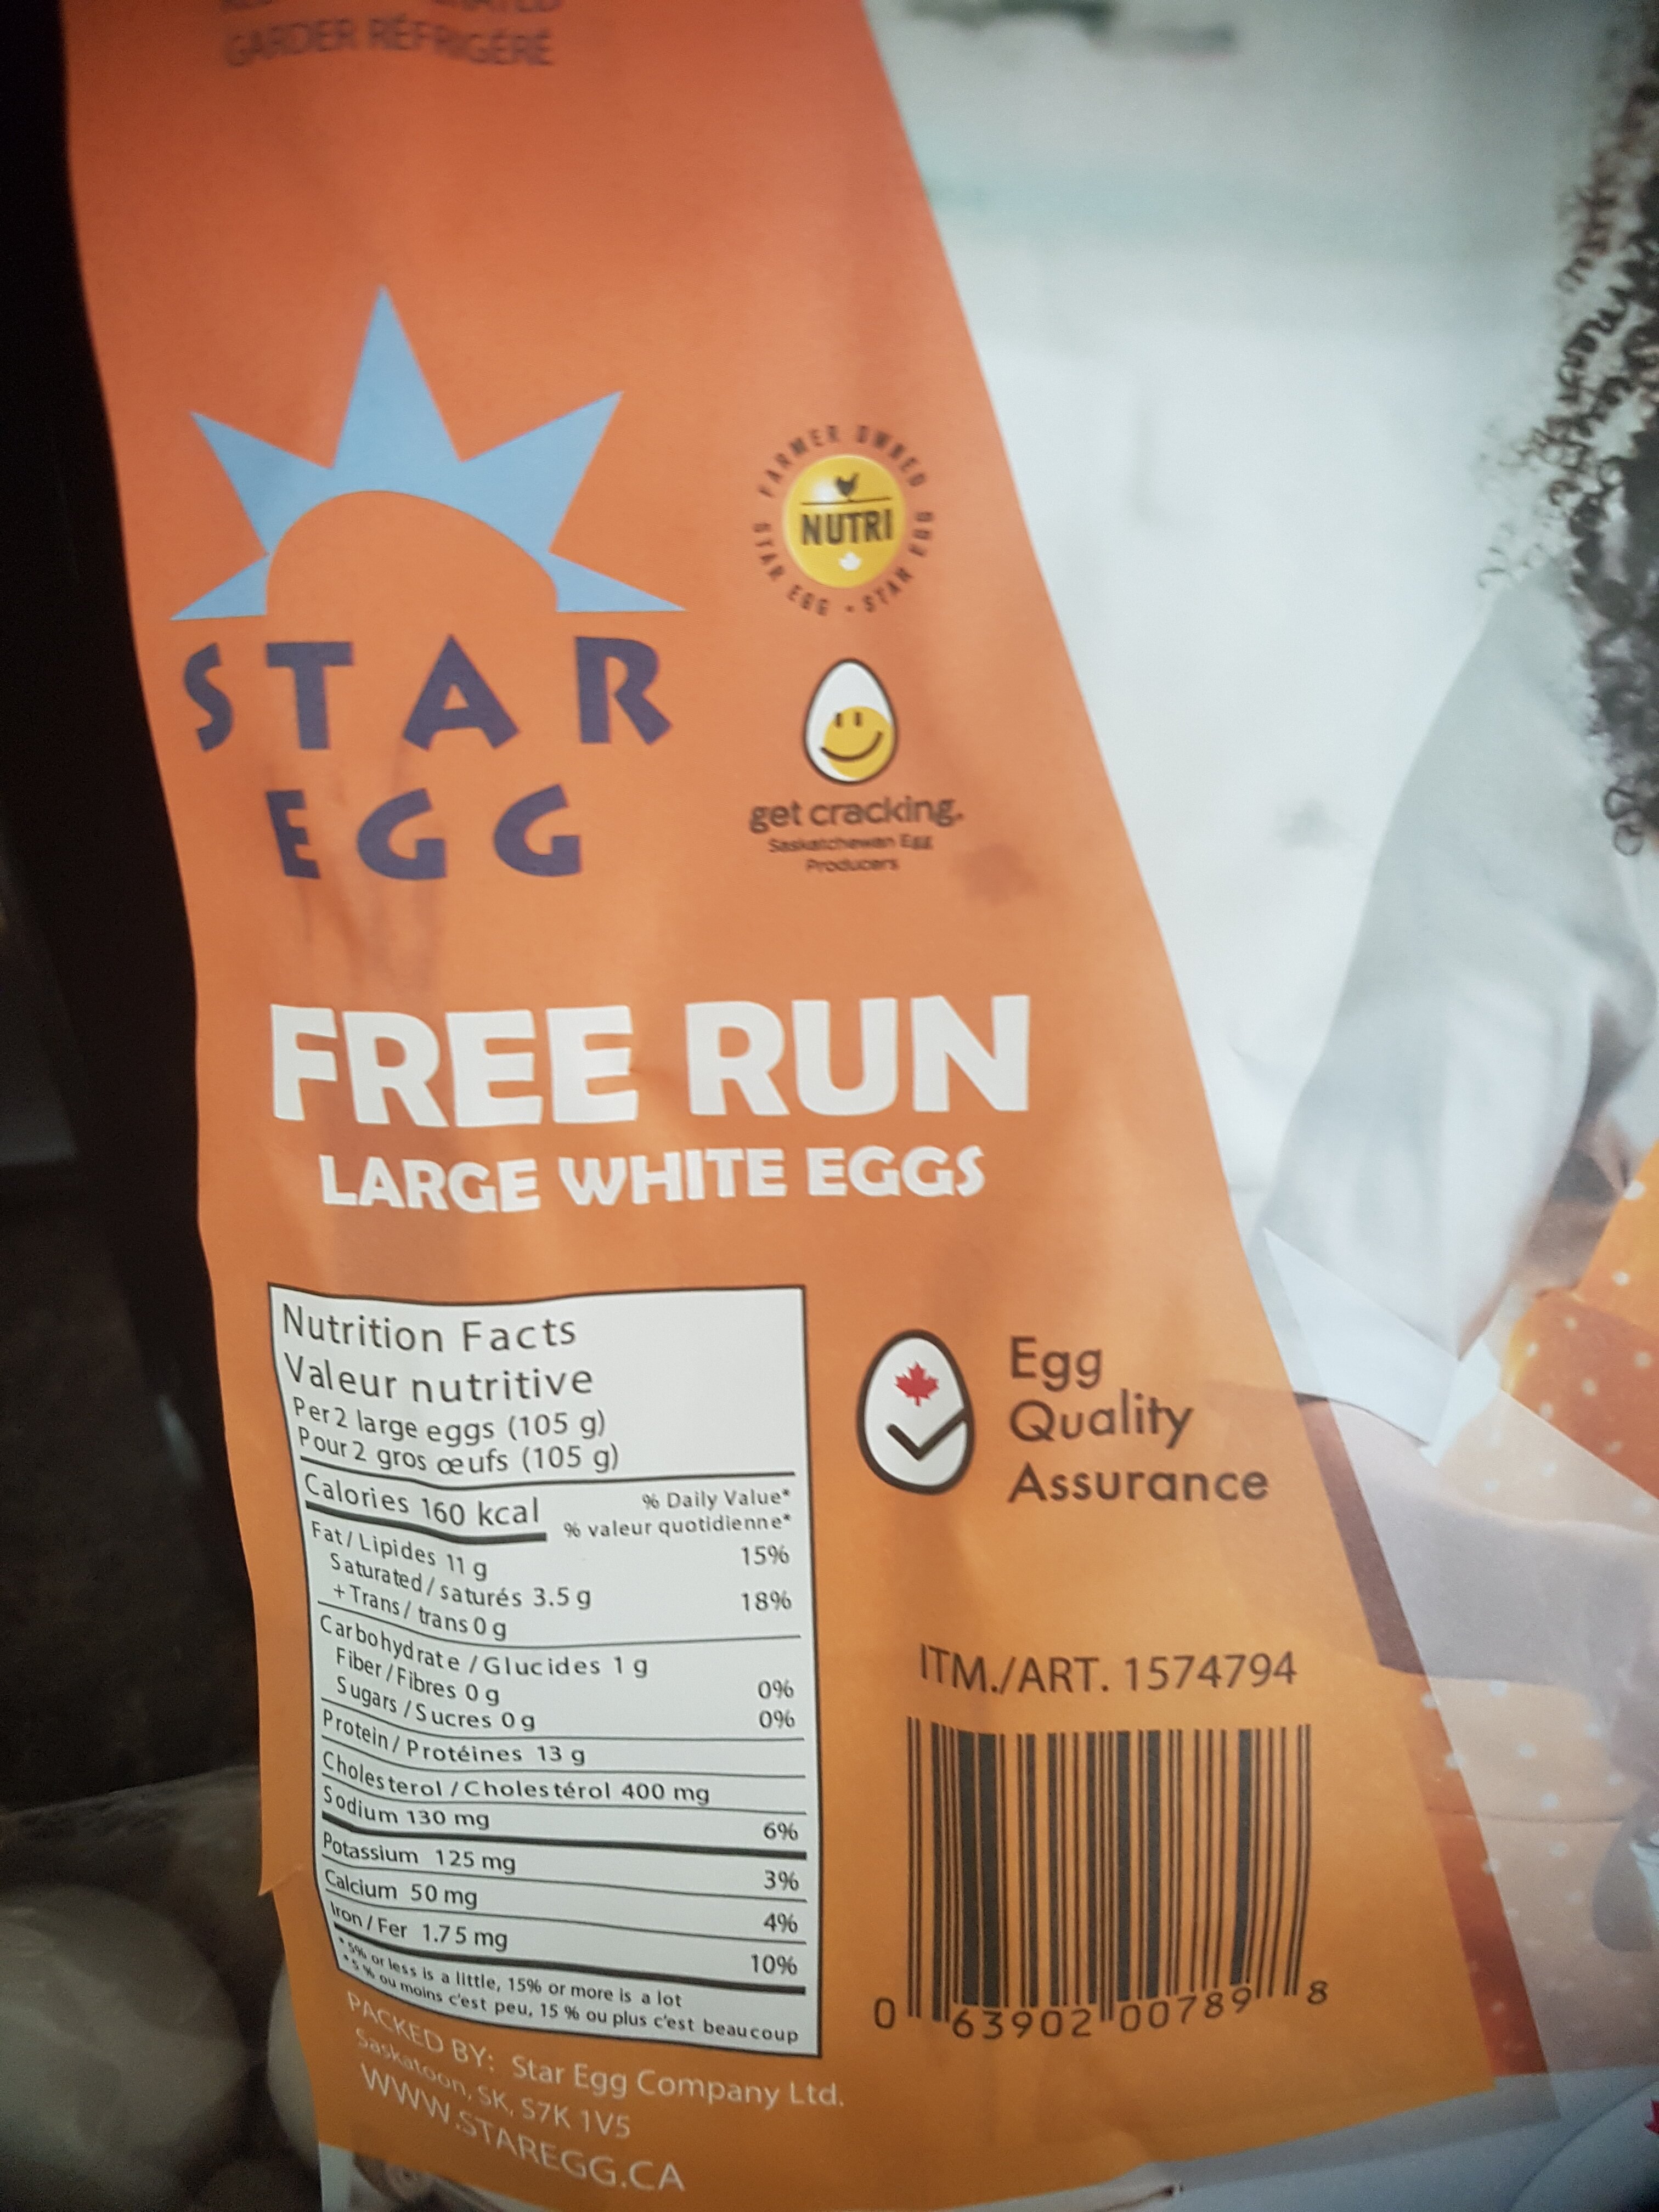 GARDER RÉFRIGÉRÉ
FARMER OWNED
STAR EGG • STAR EGG
NUTRI
STAR
EGG
get cracking.
Saskatchewan Egg
Producers
FREE RUN
LARGE WHITE EGGS
Nutrition Facts
Valeur nutritive
Per 2 large eggs (105 g)
Pour 2 gros œufs (105 g)
Calories 160 kcal
% Daily Value*
% valeur quotidienne*
Fat / Lipides 11 g 15%
Saturated / saturés 3.5 g
+ Trans / trans 0 g 18%
Carbohydrate / Glucides 1 g
Fiber / Fibres 0 g 0%
Sugars / Sucres 0 g 0%
Protein / Protéines 13 g
Cholesterol / Cholestérol 400 mg
Sodium 130 mg 6%
Potassium 125 mg 3%
Calcium 50 mg 4%
Iron / Fer 1.75 mg 10%
*5% or less is a little, 15% or more is a lot
*5 % ou moins c'est peu, 15 % ou plus c'est beaucoup
Egg
Quality
Assurance
ITM./ART. 1574794
0 63902 00789 8
PACKED BY: Star Egg Company Ltd.
Saskatoon, SK, S7K 1V5
WWW.STAREGG.CA